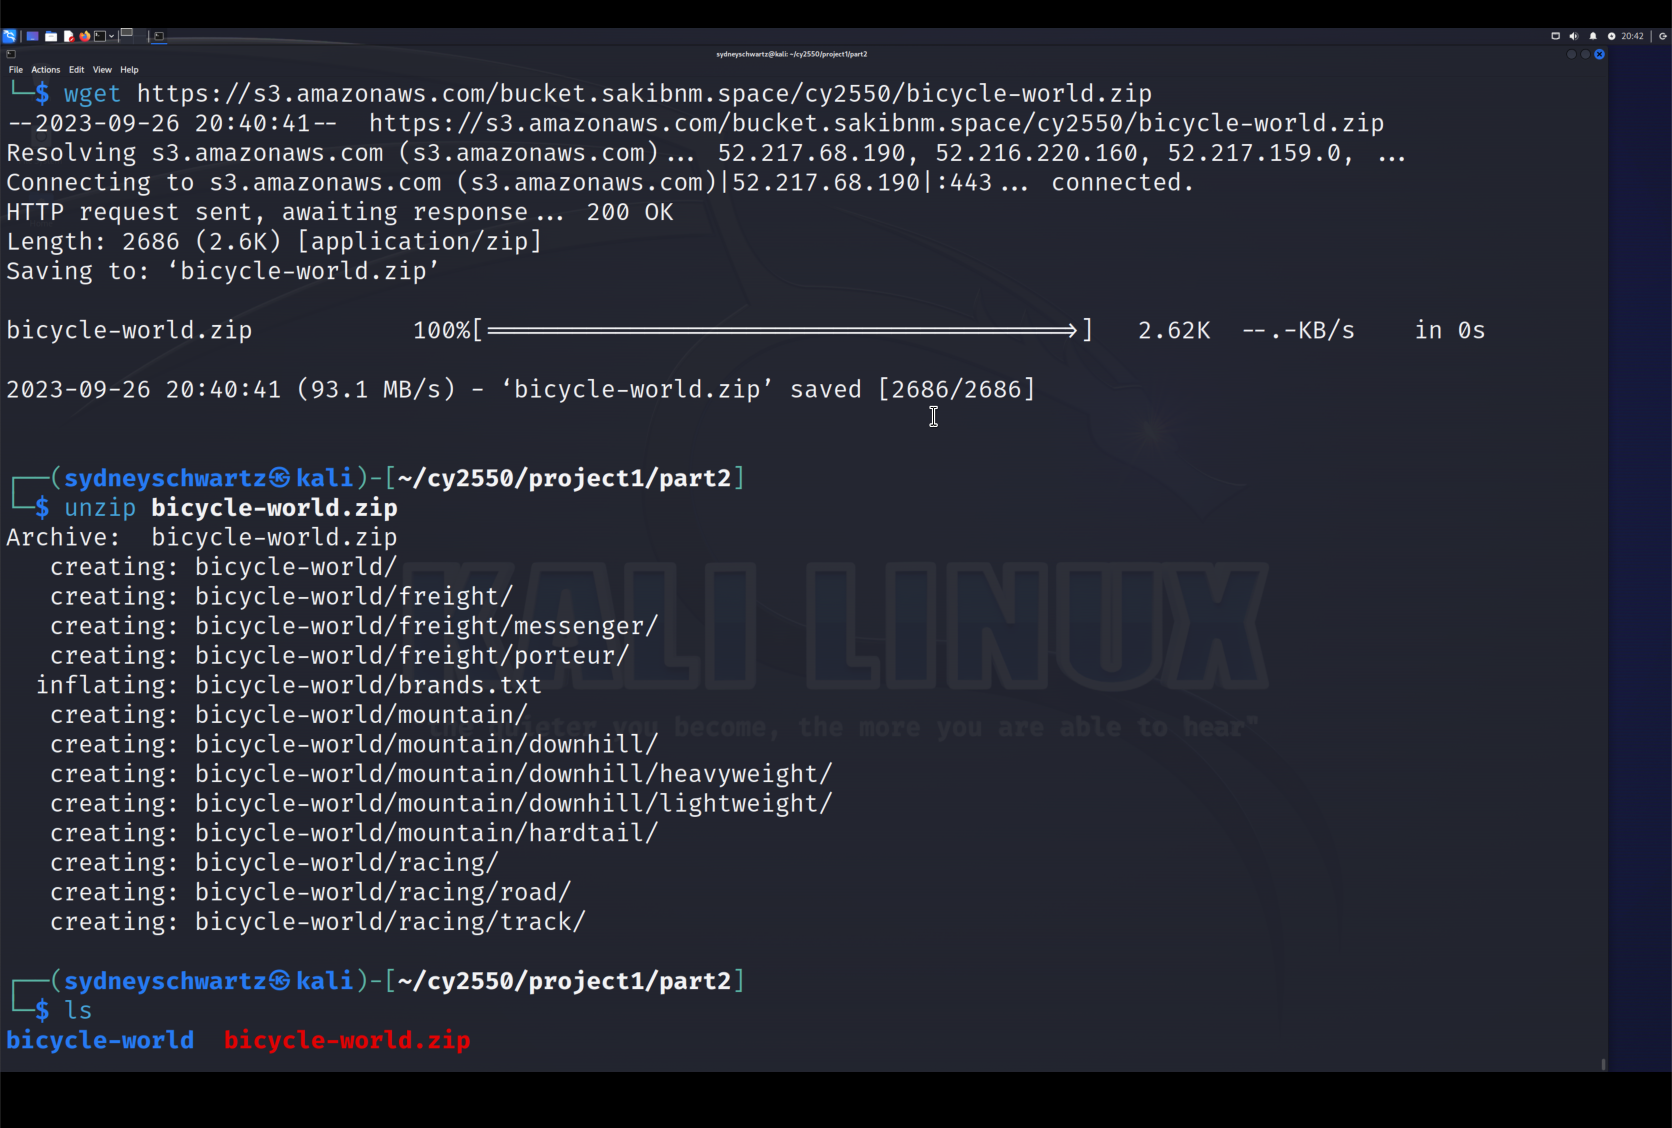 20:42
sydneyschwartz@kali: ~/cy2550/project1/part2
File Actions Edit View Help
└─$ wget https://s3.amazonaws.com/bucket.sakibnm.space/cy2550/bicycle-world.zip
--2023-09-26 20:40:41-- https://s3.amazonaws.com/bucket.sakibnm.space/cy2550/bicycle-world.zip
Resolving s3.amazonaws.com (s3.amazonaws.com)... 52.217.68.190, 52.216.220.160, 52.217.159.0, ...
Connecting to s3.amazonaws.com (s3.amazonaws.com)|52.217.68.190|:443... connected.
HTTP request sent, awaiting response... 200 OK
Length: 2686 (2.6K) [application/zip]
Saving to: ‘bicycle-world.zip’
bicycle-world.zip 100%[=======================================>] 2.62K --.-KB/s in 0s
2023-09-26 20:40:41 (93.1 MB/s) - ‘bicycle-world.zip’ saved [2686/2686]
┌──(sydneyschwartz㉿kali)-[~/cy2550/project1/part2]
└─$ unzip bicycle-world.zip
Archive: bicycle-world.zip
creating: bicycle-world/
creating: bicycle-world/freight/
creating: bicycle-world/freight/messenger/
creating: bicycle-world/freight/porteur/
inflating: bicycle-world/brands.txt
creating: bicycle-world/mountain/
creating: bicycle-world/mountain/downhill/
creating: bicycle-world/mountain/downhill/heavyweight/
creating: bicycle-world/mountain/downhill/lightweight/
creating: bicycle-world/mountain/hardtail/
creating: bicycle-world/racing/
creating: bicycle-world/racing/road/
creating: bicycle-world/racing/track/
┌──(sydneyschwartz㉿kali)-[~/cy2550/project1/part2]
└─$ ls
bicycle-world bicycle-world.zip
KALI LINUX
you become, the more you are able to hear"